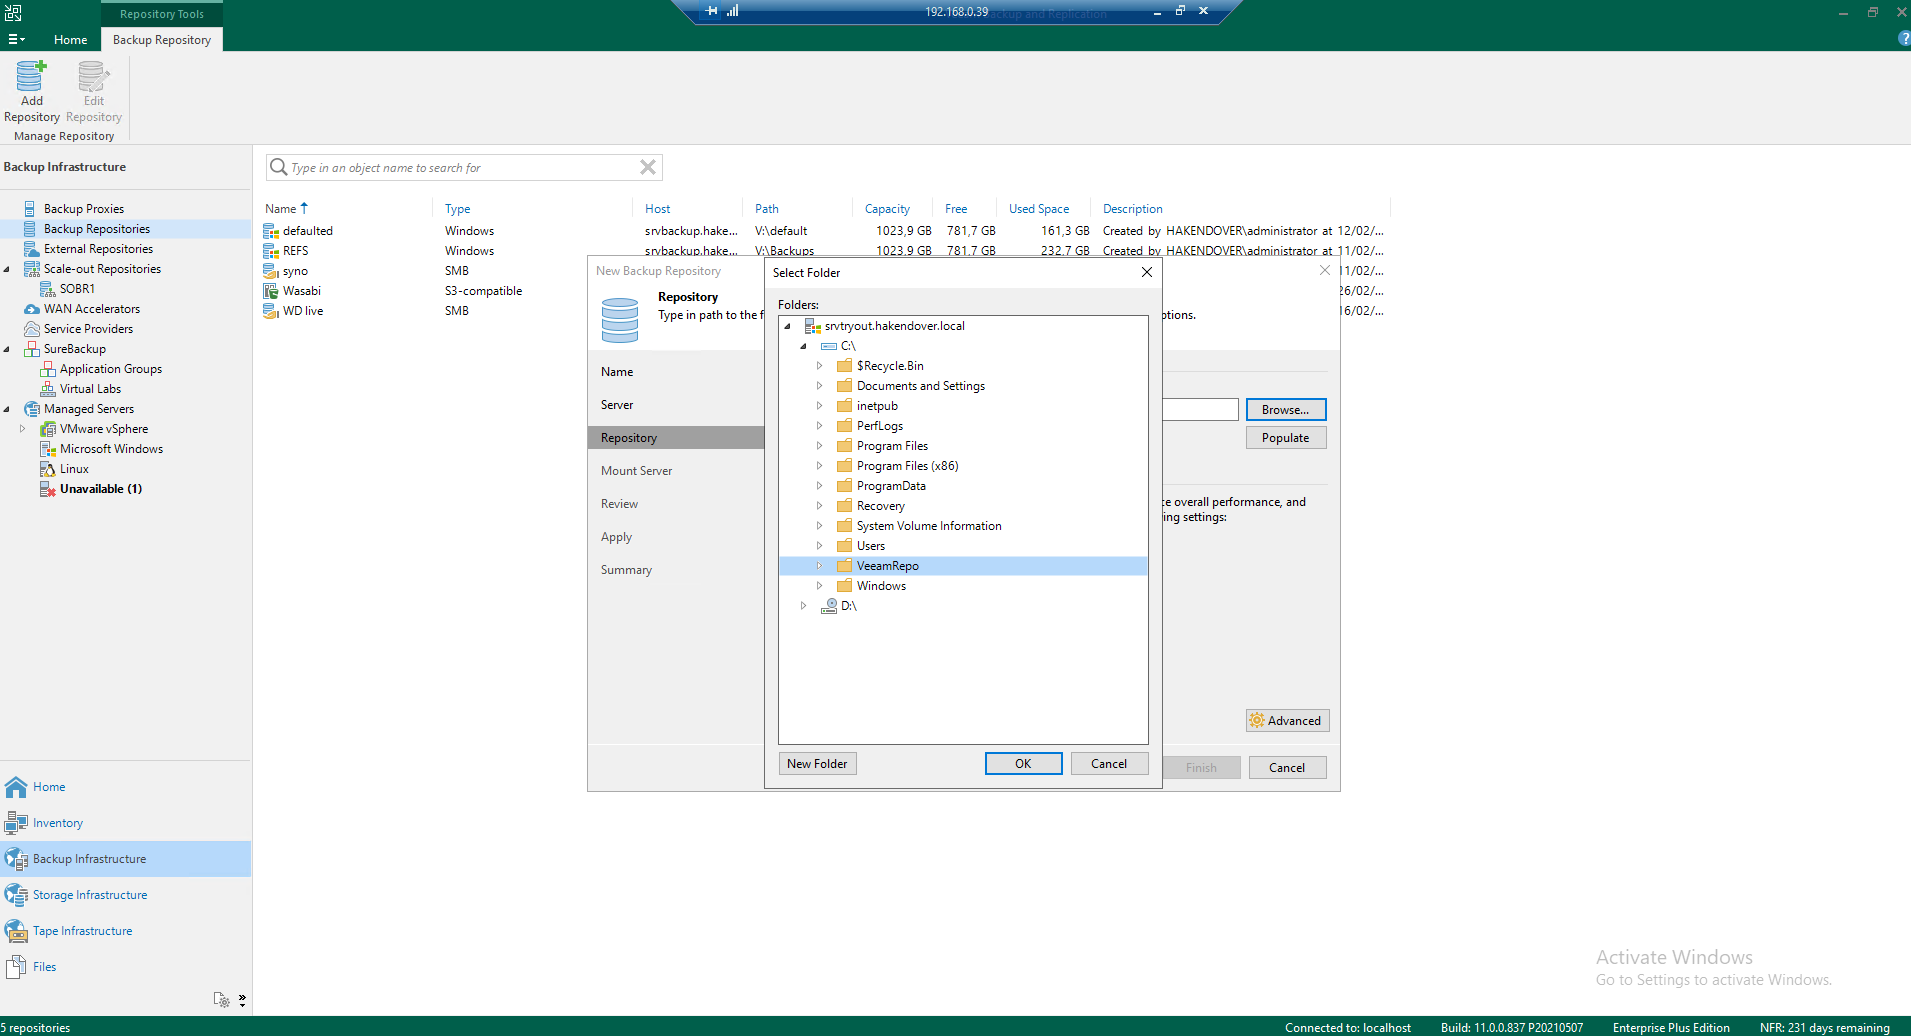 Repository Tools
192.168.0.39
ackup and Replication
Home
Backup Repository
Add Repository
Edit Repository
Manage Repository
Backup Infrastructure
Backup Proxies
Backup Repositories
External Repositories
Scale-out Repositories
SOBR1
WAN Accelerators
Service Providers
SureBackup
Application Groups
Virtual Labs
Managed Servers
VMware vSphere
Microsoft Windows
Linux
Unavailable (1)
Home
Inventory
Backup Infrastructure
Storage Infrastructure
Tape Infrastructure
Files
Type in an object name to search for
Name Type Host Path Capacity Free Used Space Description
defaulted Windows srvbackup.hake... V:\default 1023,9 GB 781,7 GB 161,3 GB Created by HAKENDOVER\administrator at 12/02/...
REFS Windows srvbackup.hake... V:\Backups 1023,9 GB 781,7 GB 232,7 GB Created by HAKENDOVER\administrator at 11/02/...
syno SMB 11/02/...
Wasabi S3-compatible 26/02/...
WD live SMB 16/02/...
New Backup Repository
Repository
Type in path to the f
ptions.
Name
Server
Repository
Mount Server
Review
Apply
Summary
Browse...
Populate
ce overall performance, and
ing settings:
Advanced
Finish
Cancel
Select Folder
Folders:
srvtryout.hakendover.local
C:\
$Recycle.Bin
Documents and Settings
inetpub
PerfLogs
Program Files
Program Files (x86)
ProgramData
Recovery
System Volume Information
Users
VeeamRepo
Windows
D:\
New Folder
OK
Cancel
Activate Windows
Go to Settings to activate Windows.
5 repositories
Connected to: localhost
Build: 11.0.0.837 P20210507
Enterprise Plus Edition
NFR: 231 days remaining